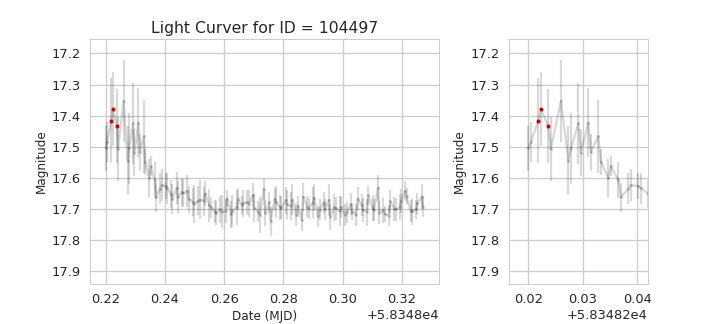 Light Curver for ID = 104497
17.2
17.3
17.4
17.5
17.6
17.7
17.8
17.9
Magnitude
0.22 0.24 0.26 0.28 0.30 0.32
Date (MJD)
+5.8348e4
17.2
17.3
17.4
17.5
17.6
17.7
17.8
17.9
Magnitude
0.02 0.03 0.04
+5.83482e4